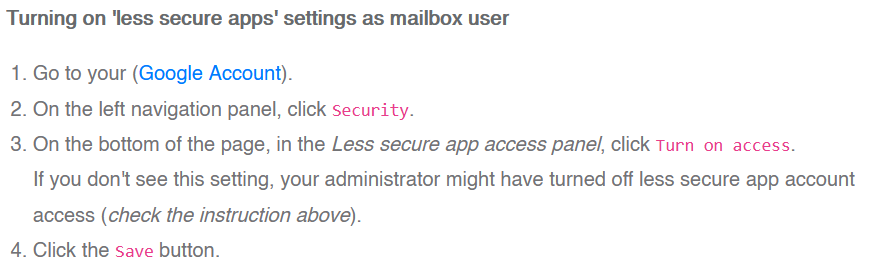 Turning on 'less secure apps' settings as mailbox user
1. Go to your (Google Account).
2. On the left navigation panel, click Security.
3. On the bottom of the page, in the Less secure app access panel, click Turn on access.
If you don't see this setting, your administrator might have turned off less secure app account
access (check the instruction above).
4. Click the Save button.